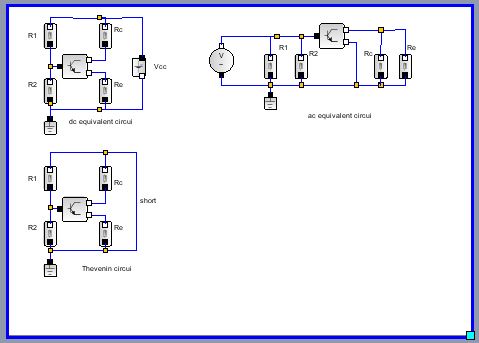 R1
Rc
Vcc
R2
Re
dc equivalent circui
V
R1
R2
Rc
Re
ac equivalent circui
R1
Rc
short
R2
Re
Thevenin circui